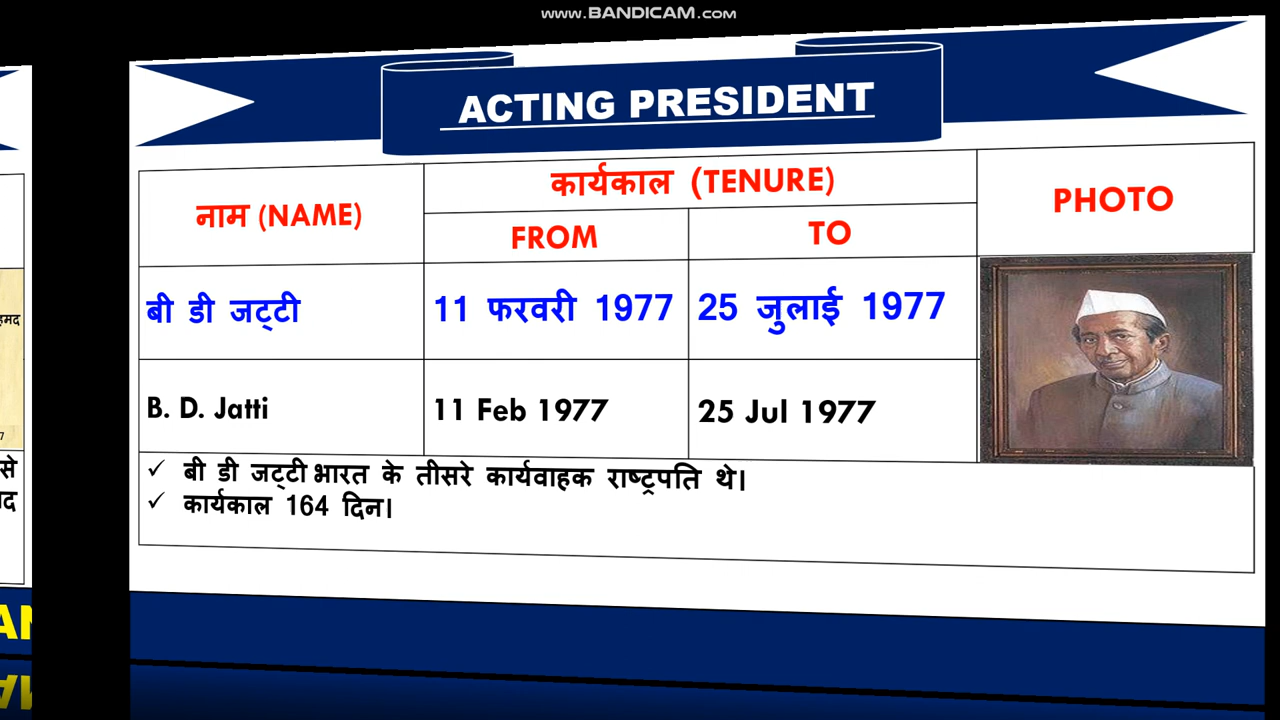 www.BANDICAM.com
ACTING PRESIDENT
नाम (NAME)
कार्यकाल (TENURE)
PHOTO
FROM
TO
बी डी जट्टी
11 फरवरी 1977
25 जुलाई 1977
B. D. Jatti
11 Feb 1977
25 Jul 1977
✓ बी डी जट्टी भारत के तीसरे कार्यवाहक राष्ट्रपति थे।
✓ कार्यकाल 164 दिन।
7
से